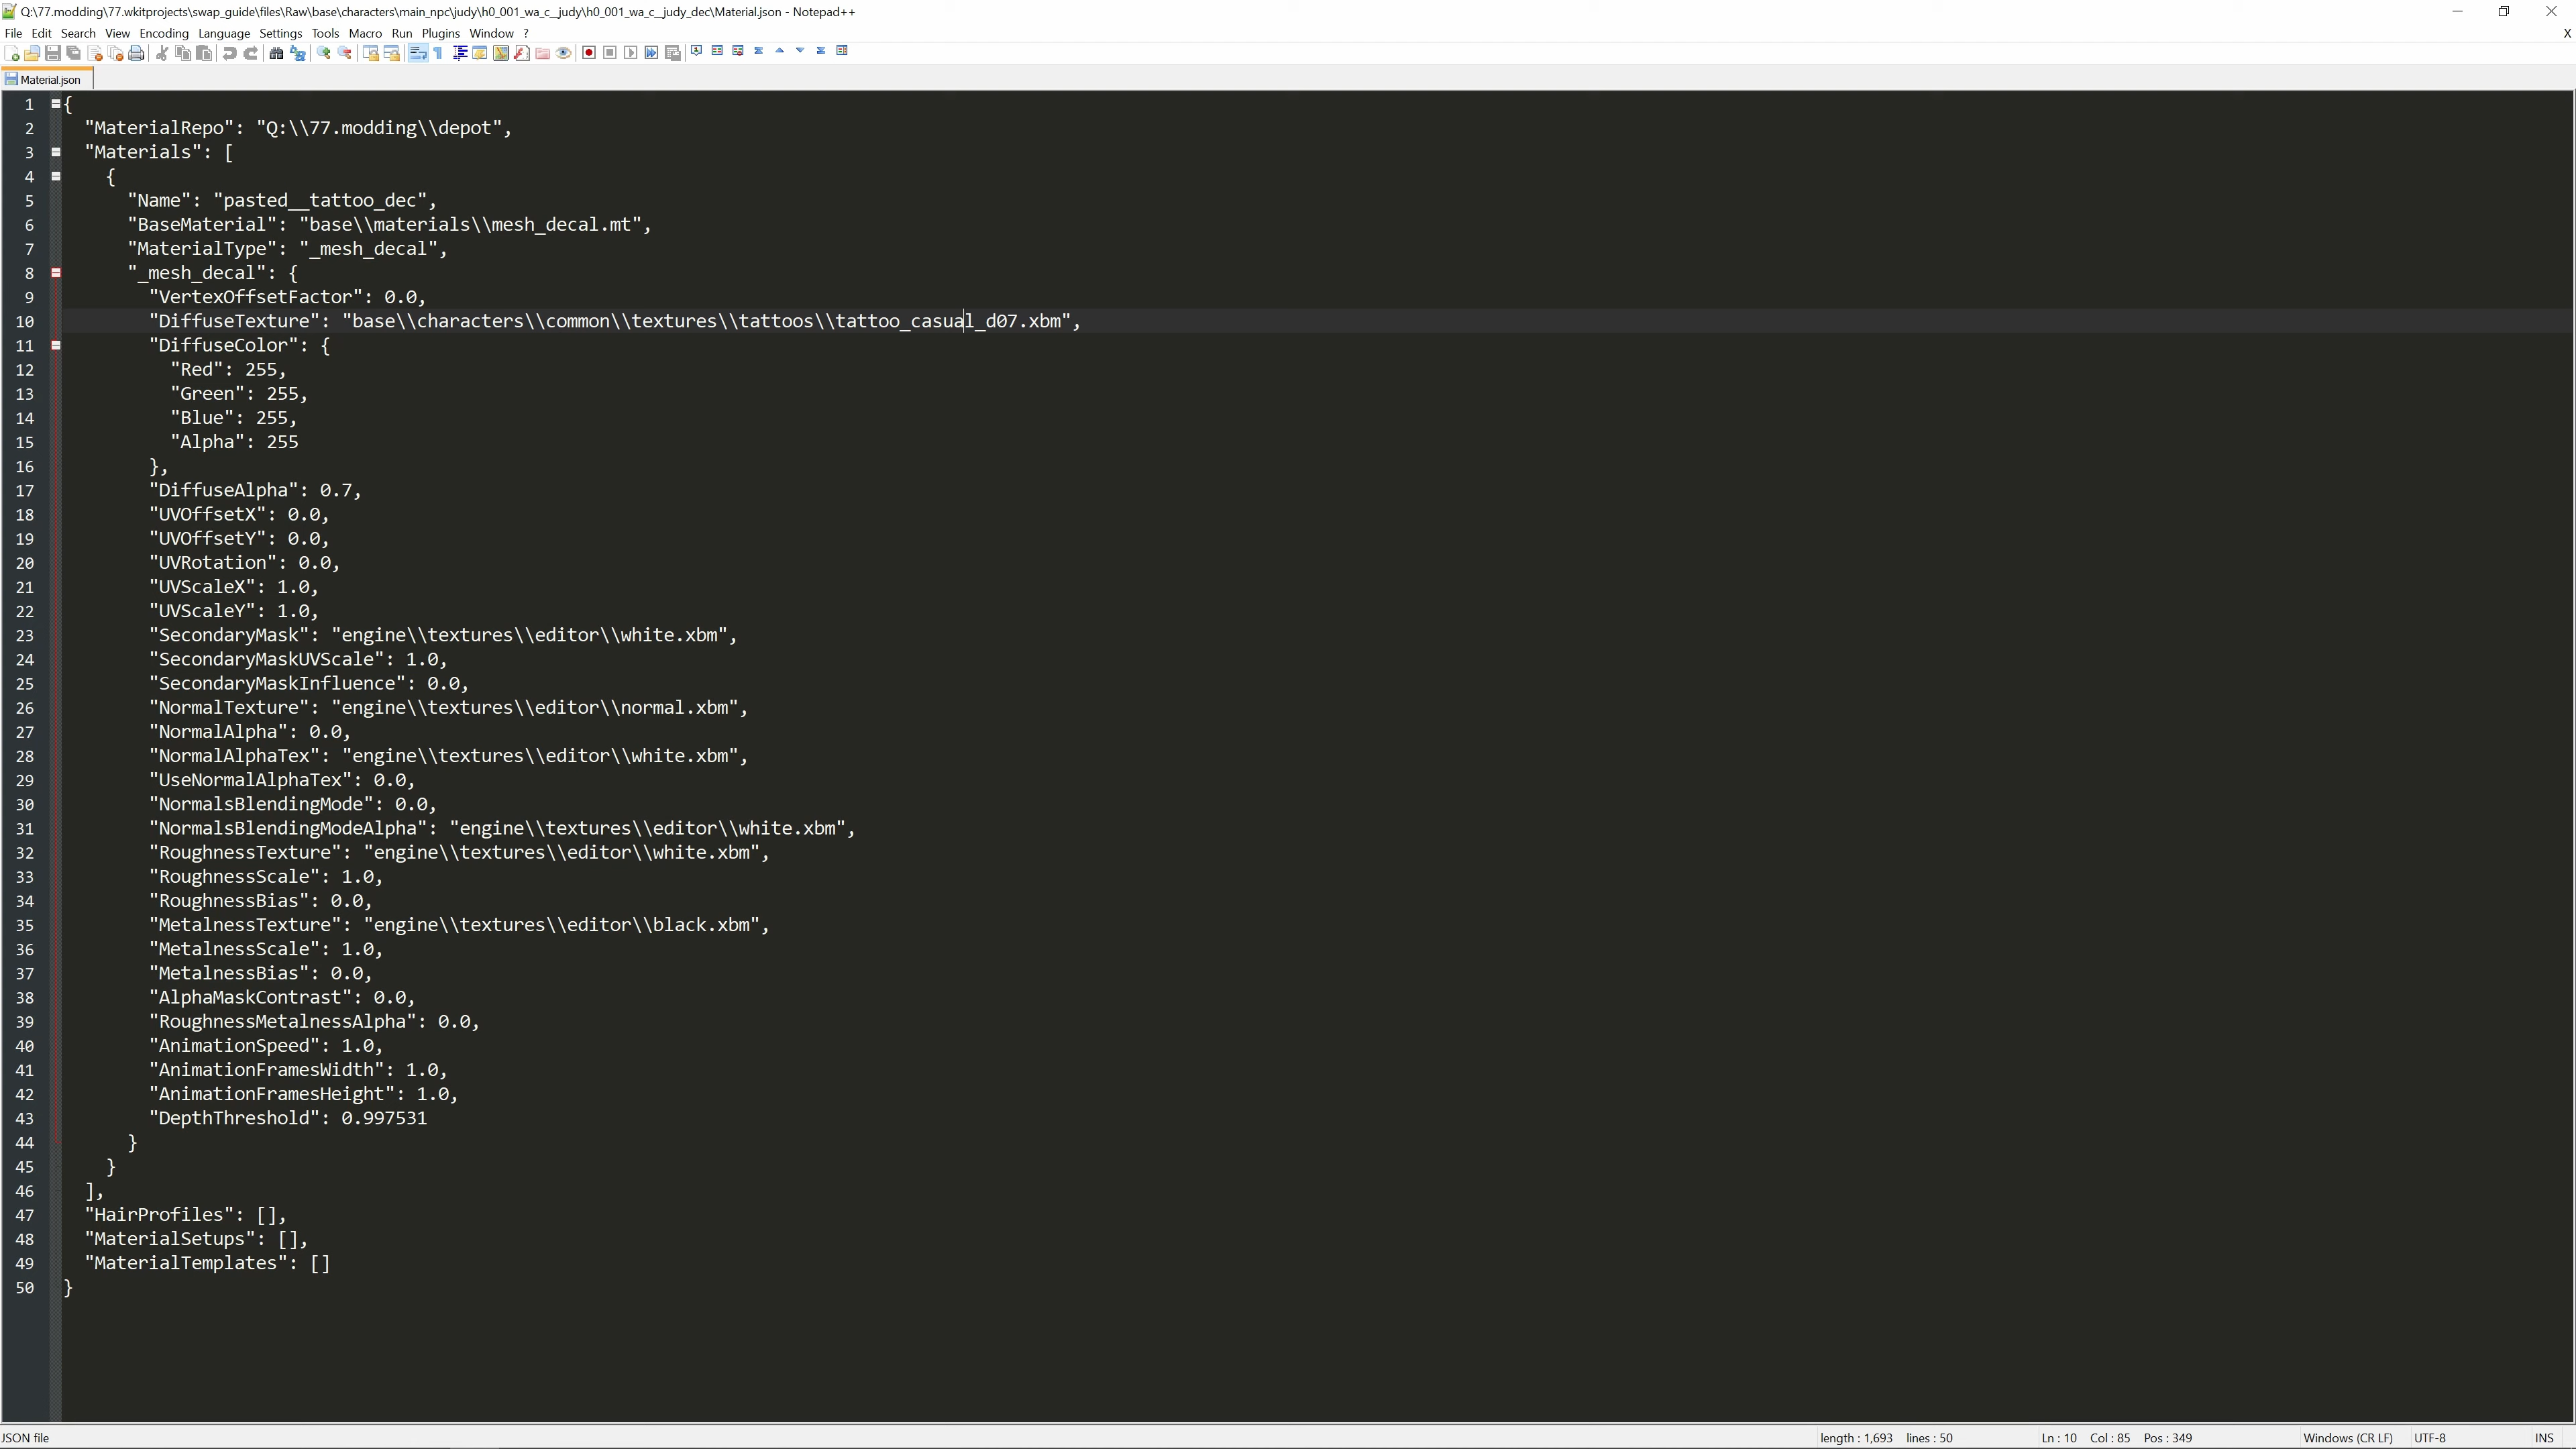 Q:\77.modding\77.wkitprojects\swap_guide\files\Raw\base\characters\main_npc\judy\h0_001_wa_c__judy\h0_001_wa_c__judy_dec\Material.json - Notepad++
File Edit Search View Encoding Language Settings Tools Macro Run Plugins Window ? X
Material.json
1 {
2 "MaterialRepo": "Q:\\77.modding\\depot",
3 "Materials": [
4 {
5 "Name": "pasted__tattoo_dec",
6 "BaseMaterial": "base\\materials\\mesh_decal.mt",
7 "MaterialType": "_mesh_decal",
8 "_mesh_decal": {
9 "VertexOffsetFactor": 0.0,
10 "DiffuseTexture": "base\\characters\\common\\textures\\tattoos\\tattoo_casual_d07.xbm",
11 "DiffuseColor": {
12 "Red": 255,
13 "Green": 255,
14 "Blue": 255,
15 "Alpha": 255
16 },
17 "DiffuseAlpha": 0.7,
18 "UVOffsetX": 0.0,
19 "UVOffsetY": 0.0,
20 "UVRotation": 0.0,
21 "UVScaleX": 1.0,
22 "UVScaleY": 1.0,
23 "SecondaryMask": "engine\\textures\\editor\\white.xbm",
24 "SecondaryMaskUVScale": 1.0,
25 "SecondaryMaskInfluence": 0.0,
26 "NormalTexture": "engine\\textures\\editor\\normal.xbm",
27 "NormalAlpha": 0.0,
28 "NormalAlphaTex": "engine\\textures\\editor\\white.xbm",
29 "UseNormalAlphaTex": 0.0,
30 "NormalsBlendingMode": 0.0,
31 "NormalsBlendingModeAlpha": "engine\\textures\\editor\\white.xbm",
32 "RoughnessTexture": "engine\\textures\\editor\\white.xbm",
33 "RoughnessScale": 1.0,
34 "RoughnessBias": 0.0,
35 "MetalnessTexture": "engine\\textures\\editor\\black.xbm",
36 "MetalnessScale": 1.0,
37 "MetalnessBias": 0.0,
38 "AlphaMaskContrast": 0.0,
39 "RoughnessMetalnessAlpha": 0.0,
40 "AnimationSpeed": 1.0,
41 "AnimationFramesWidth": 1.0,
42 "AnimationFramesHeight": 1.0,
43 "DepthThreshold": 0.997531
44 }
45 }
46 ],
47 "HairProfiles": [],
48 "MaterialSetups": [],
49 "MaterialTemplates": []
50 }
JSON file length : 1,693 lines : 50 Ln : 10 Col : 85 Pos : 349 Windows (CR LF) UTF-8 INS